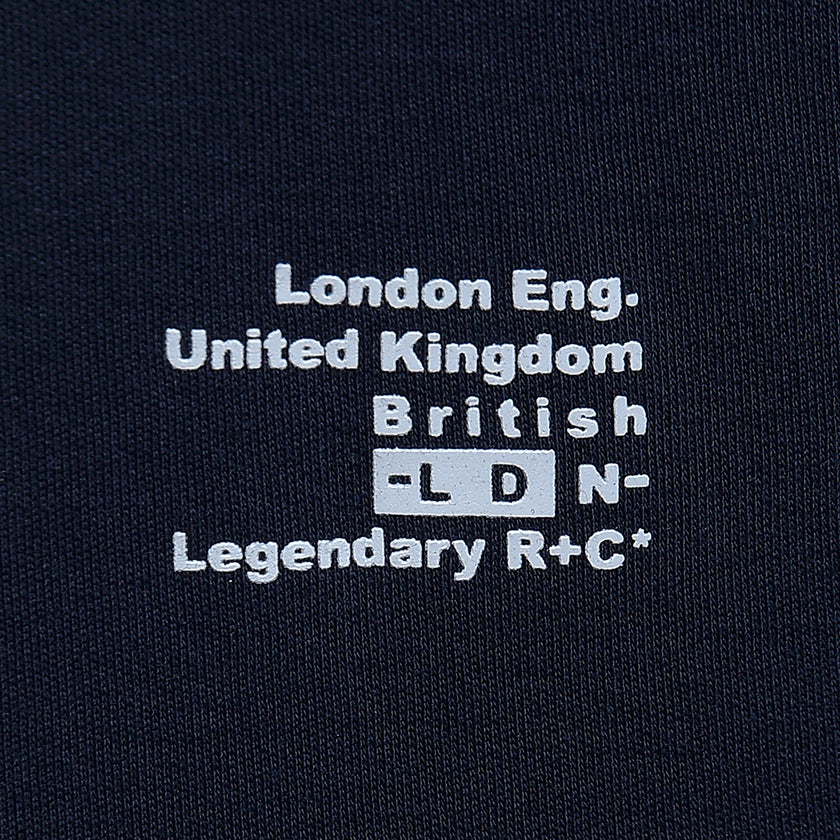 London Eng.
United Kingdom
British
-L D N-
Legendary R+C*